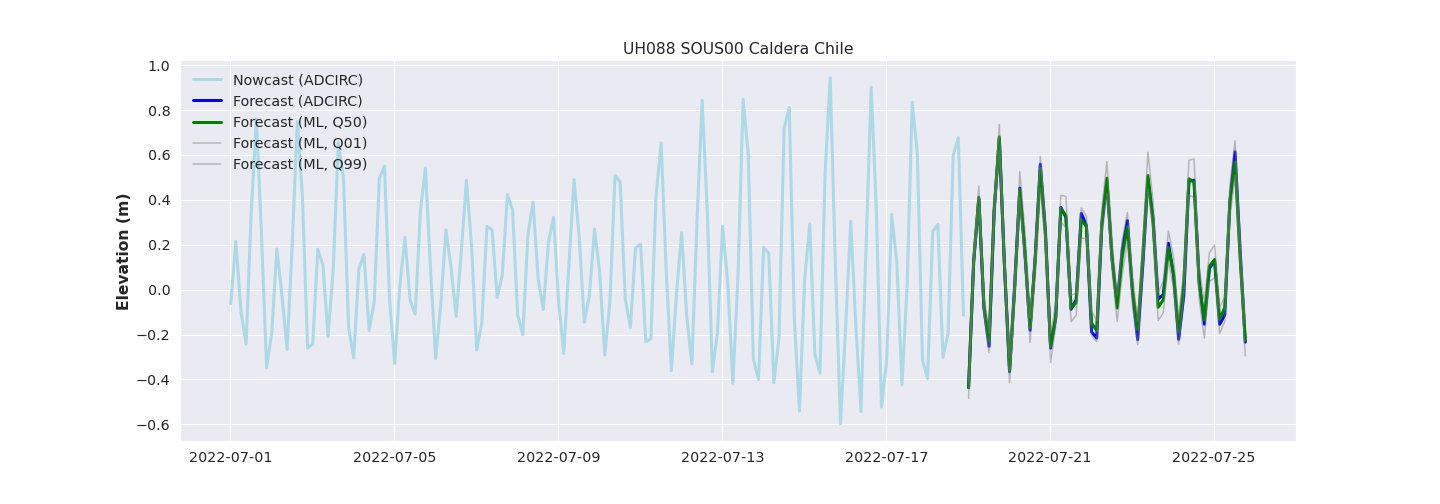 UH088 SOUS00 Caldera Chile
Nowcast (ADCIRC)
Forecast (ADCIRC)
Forecast (ML, Q50)
Forecast (ML, Q01)
Forecast (ML, Q99)
Elevation (m)
1.0
0.8
0.6
0.4
0.2
0.0
−0.2
−0.4
−0.6
2022-07-01 2022-07-05 2022-07-09 2022-07-13 2022-07-17 2022-07-21 2022-07-25